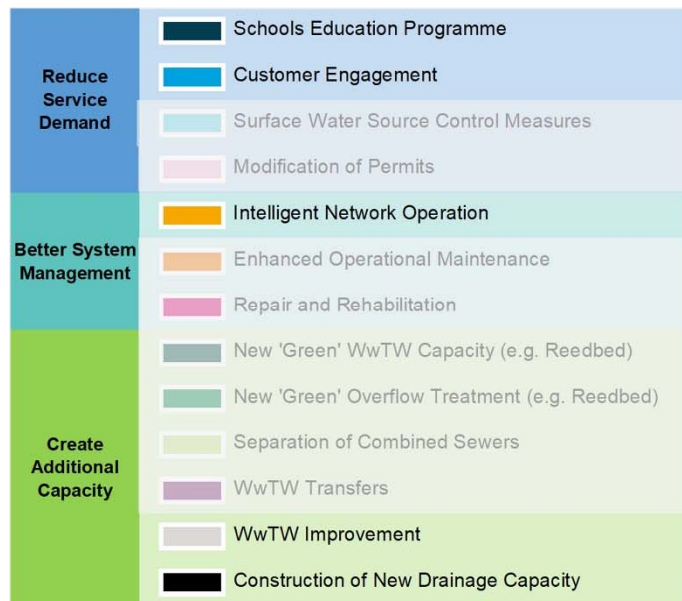 Reduce
Service
Demand
Schools Education Programme
Customer Engagement
Surface Water Source Control Measures
Modification of Permits
Better System
Management
Intelligent Network Operation
Enhanced Operational Maintenance
Repair and Rehabilitation
Create
Additional
Capacity
New 'Green' WwTW Capacity (e.g. Reedbed)
New 'Green' Overflow Treatment (e.g. Reedbed)
Separation of Combined Sewers
WwTW Transfers
WwTW Improvement
Construction of New Drainage Capacity